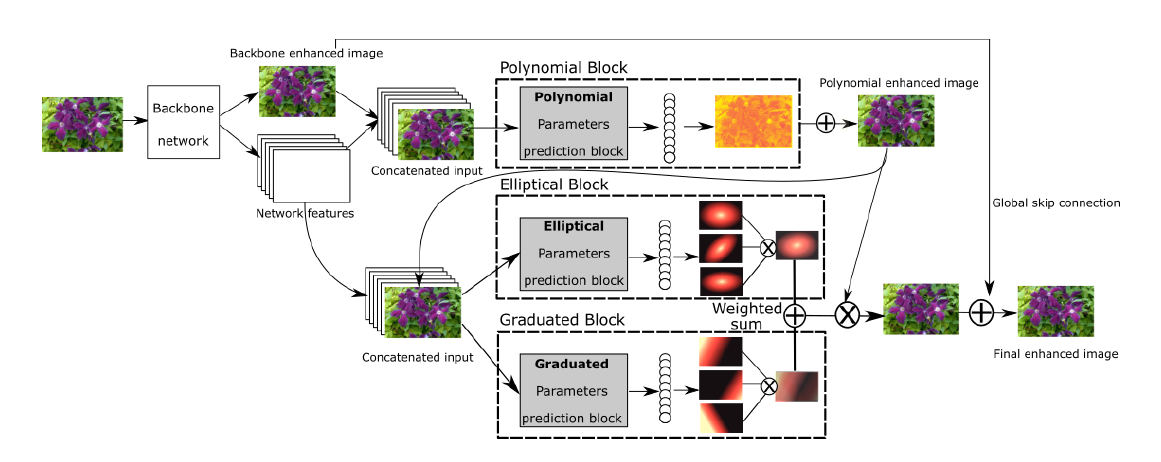 Backbone enhanced image
Backbone
network
Network features
Concatenated input
Polynomial Block
Polynomial
Parameters
prediction block
Polynomial enhanced image
Elliptical Block
Elliptical
Parameters
prediction block
Global skip connection
Concatenated input
Weighted
sum
Graduated Block
Graduated
Parameters
prediction block
Final enhanced image